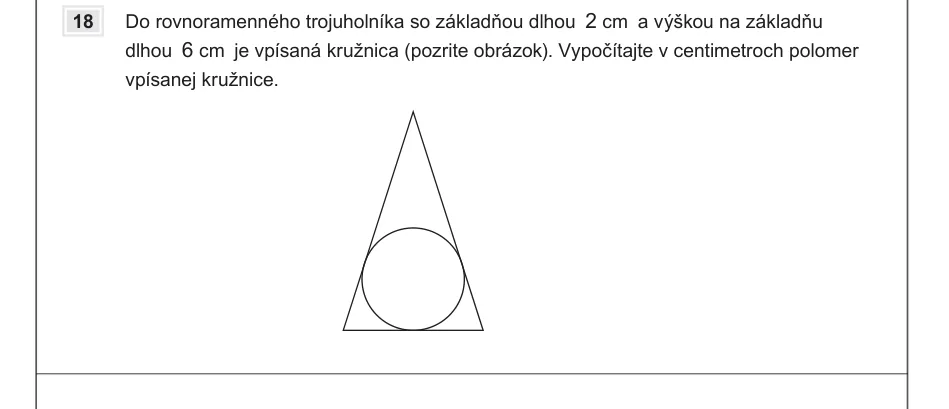 18 Do rovnoramenného trojuholníka so základňou dlhou 2 cm a výškou na základňu
dlhou 6 cm je vpísaná kružnica (pozrite obrázok). Vypočítajte v centimetroch polomer
vpísanej kružnice.